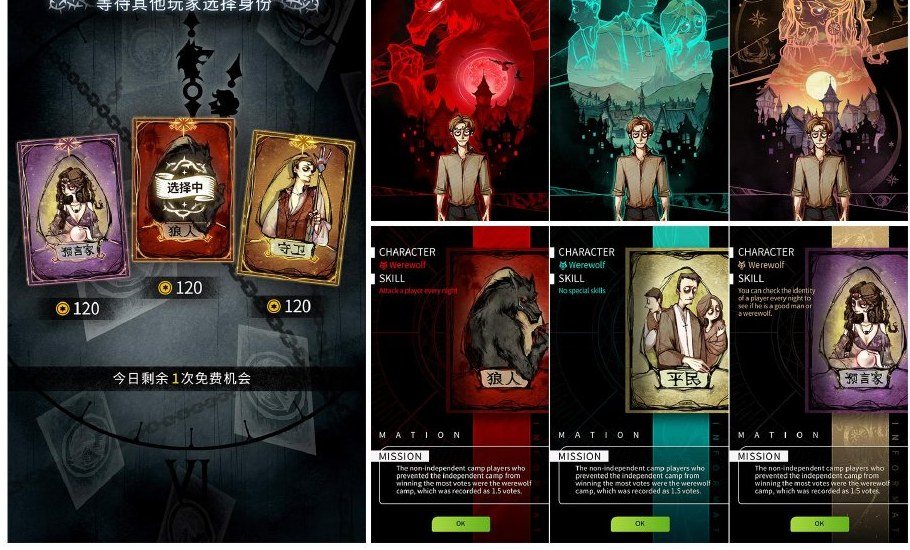 等待其他玩家选择身份
选择中
预言家
狼人
守卫
120
120
120
今日剩余1次免费机会
VI
CHARACTER
Werewolf
SKILL
Attack a player every night
狼人
MATION
MISSION
The non-independent camp players who
prevented the independent camp from
winning the most votes were the werewolf
camp, which was recorded as 1.5 votes.
OK
CHARACTER
Werewolf
SKILL
No special skills
平民
MATION
MISSION
The non-independent camp players who
prevented the independent camp from
winning the most votes were the werewolf
camp, which was recorded as 1.5 votes.
OK
CHARACTER
Werewolf
SKILL
You can check the identity
of a player every night to
see if he is a good man or
a werewolf.
预言家
MATION
MISSION
The non-independent camp players who
prevented the independent camp from
winning the most votes were the werewolf
camp, which was recorded as 1.5 votes.
OK